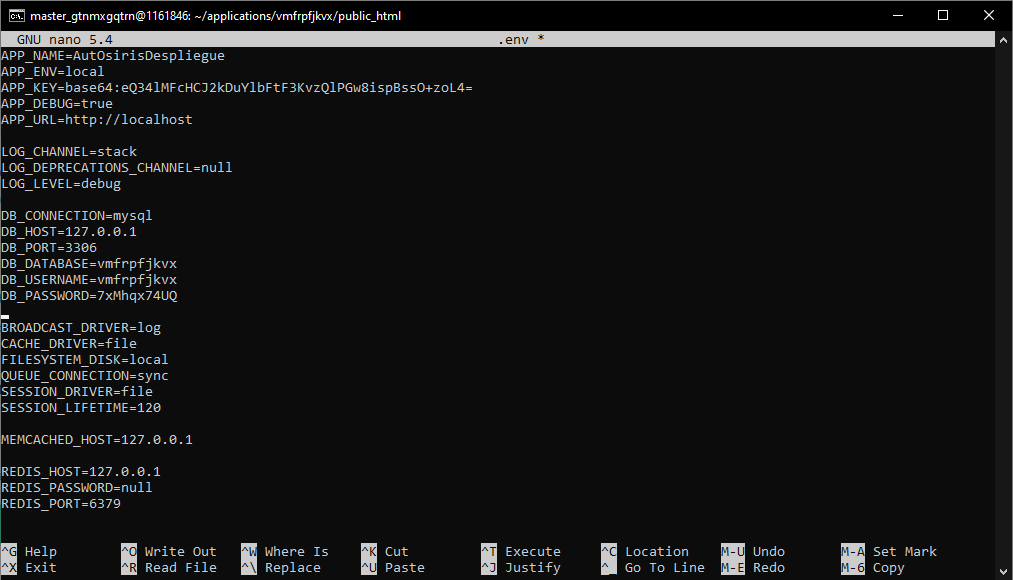 master_gtnmxgqtrn@1161846: ~/applications/vmfrpfjkvx/public_html
GNU nano 5.4 .env *
APP_NAME=AutOsirisDespliegue
APP_ENV=local
APP_KEY=base64:eQ34lMFcHCJ2kDuYlbFtF3KvzQlPGw8ispBssO+zoL4=
APP_DEBUG=true
APP_URL=http://localhost
LOG_CHANNEL=stack
LOG_DEPRECATIONS_CHANNEL=null
LOG_LEVEL=debug
DB_CONNECTION=mysql
DB_HOST=127.0.0.1
DB_PORT=3306
DB_DATABASE=vmfrpfjkvx
DB_USERNAME=vmfrpfjkvx
DB_PASSWORD=7xMhqx74UQ
BROADCAST_DRIVER=log
CACHE_DRIVER=file
FILESYSTEM_DISK=local
QUEUE_CONNECTION=sync
SESSION_DRIVER=file
SESSION_LIFETIME=120
MEMCACHED_HOST=127.0.0.1
REDIS_HOST=127.0.0.1
REDIS_PASSWORD=null
REDIS_PORT=6379
^G Help ^O Write Out ^W Where Is ^K Cut ^T Execute ^C Location M-U Undo M-A Set Mark
^X Exit ^R Read File ^\ Replace ^U Paste ^J Justify ^_ Go To Line M-E Redo M-6 Copy